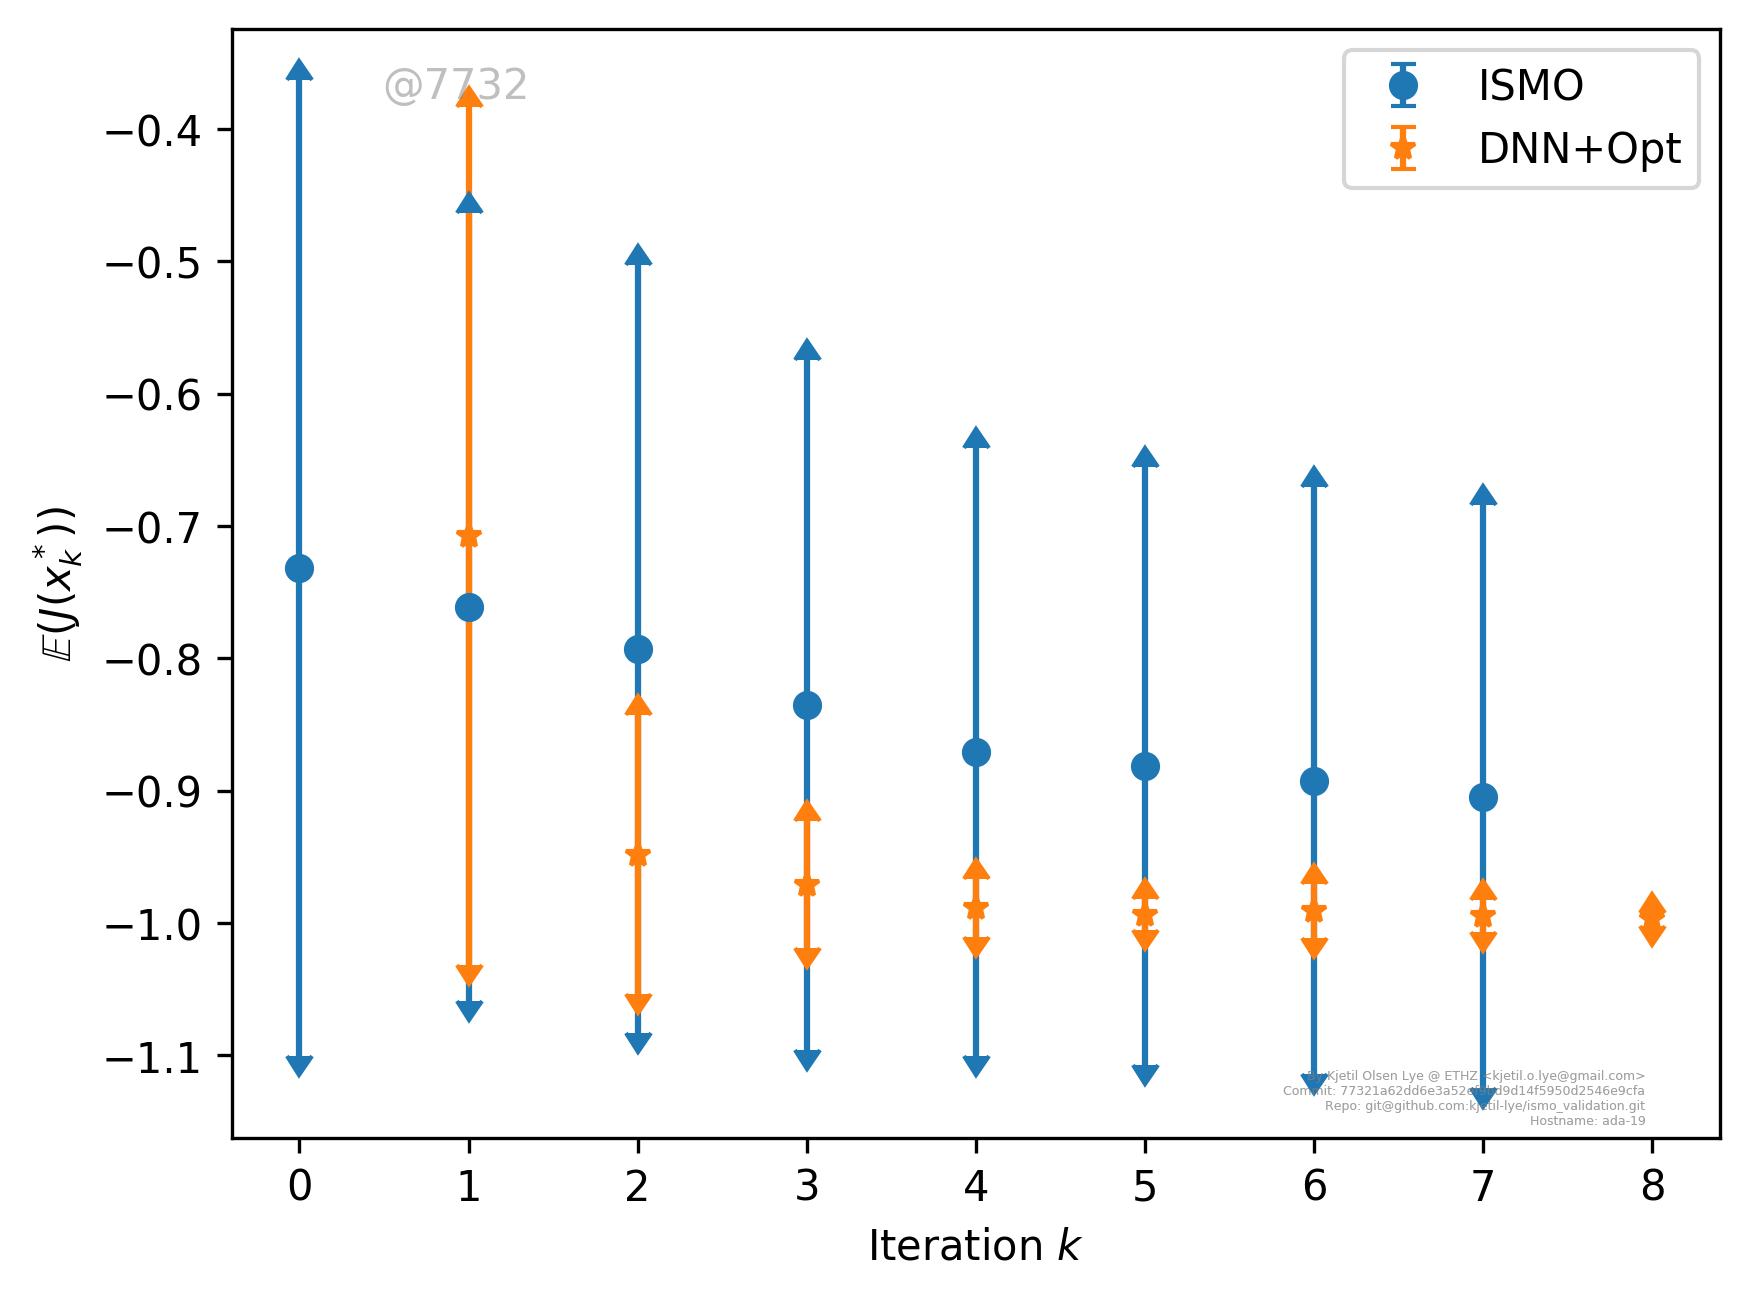 @7732
ISMO
DNN+Opt
−0.4
−0.5
−0.6
−0.7
−0.8
−0.9
−1.0
−1.1
𝔼(J(x*k))
0 1 2 3 4 5 6 7 8
Iteration k
By Kjetil Olsen Lye @ ETHZ <kjetil.o.lye@gmail.com>
Commit:
Repo: git@github.com:kjetil-lye/ismo_validation.git
Hostname: ada-19